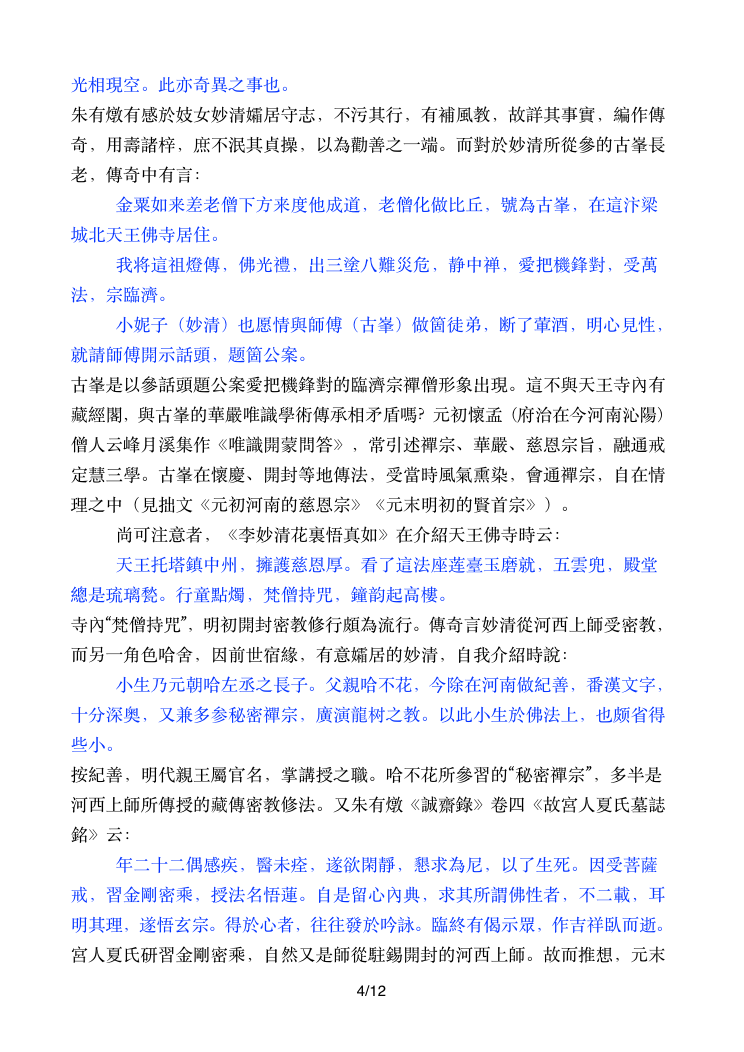 光相現空。此亦奇異之事也。
朱有燉有感於妓女妙清孀居守志，不污其行，有補風教，故詳其事實，編作傳
奇，用壽諸梓，庶不泯其貞操，以為勸善之一端。而對於妙清所從參的古峯長
老，傳奇中有言：
金粟如来差老僧下方来度他成道，老僧化做比丘，號為古峯，在這汴梁
城北天王佛寺居住。
我将這祖燈傳，佛光禮，出三塗八難災危，静中禅，愛把機鋒對，受萬
法，宗臨濟。
小妮子（妙清）也愿情與師傅（古峯）做箇徒弟，断了葷酒，明心見性，
就請師傅開示話頭，题箇公案。
古峯是以參話頭題公案愛把機鋒對的臨濟宗禪僧形象出現。這不與天王寺內有
藏經閣，與古峯的華嚴唯識學術傳承相矛盾嗎？元初懷孟（府治在今河南沁陽）
僧人云峰月溪集作《唯識開蒙問答》，常引述禪宗、華嚴、慈恩宗旨，融通戒
定慧三學。古峯在懷慶、開封等地傳法，受當時風氣熏染，會通禪宗，自在情
理之中（見拙文《元初河南的慈恩宗》《元末明初的賢首宗》）。
尚可注意者，《李妙清花裏悟真如》在介紹天王佛寺時云：
天王托塔鎮中州，擁護慈恩厚。看了這法座莲臺玉磨就，五雲兜，殿堂
總是琉璃甃。行童點燭，梵僧持咒，鐘韵起高樓。
寺內“梵僧持咒”，明初開封密教修行頗為流行。傳奇言妙清從河西上師受密教，
而另一角色哈舍，因前世宿緣，有意孀居的妙清，自我介紹時說：
小生乃元朝哈左丞之長子。父親哈不花，今除在河南做紀善，番漢文字，
十分深奥，又兼多参秘密禪宗，廣演龍树之教。以此小生於佛法上，也颇省得
些小。
按紀善，明代親王屬官名，掌講授之職。哈不花所參習的“秘密禪宗”，多半是
河西上師所傳授的藏傳密教修法。又朱有燉《誠齋錄》卷四《故宮人夏氏墓誌
銘》云：
年二十二偶感疾，醫未痊，遂欲閑靜，懇求為尼，以了生死。因受菩薩
戒，習金剛密乘，授法名悟蓮。自是留心內典，求其所謂佛性者，不二載，耳
明其理，遂悟玄宗。得於心者，往往發於吟詠。臨終有偈示眾，作吉祥臥而逝。
宮人夏氏研習金剛密乘，自然又是師從駐錫開封的河西上師。故而推想，元末
4/12